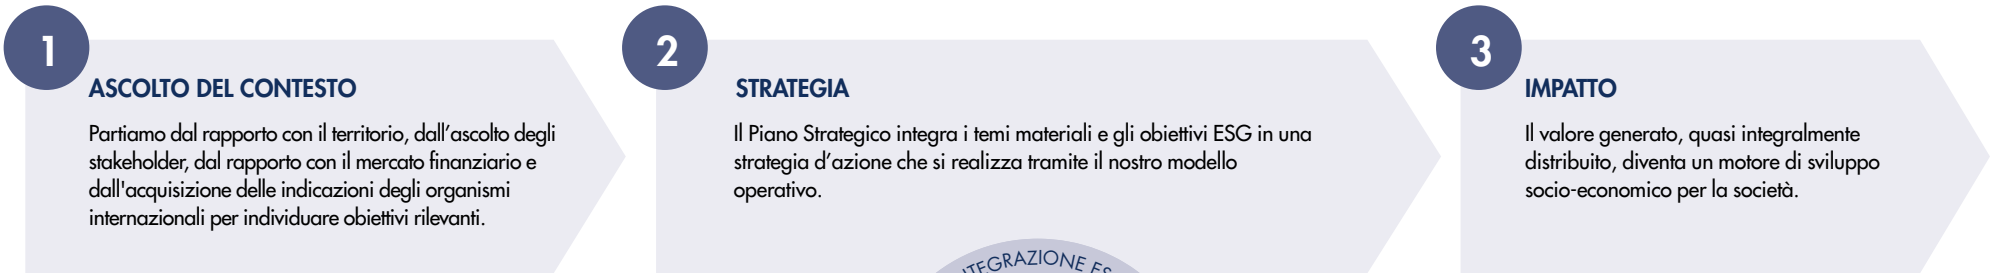 1
ASCOLTO DEL CONTESTO
Partiamo dal rapporto con il territorio, dall’ascolto degli
stakeholder, dal rapporto con il mercato finanziario e
dall'acquisizione delle indicazioni degli organismi
internazionali per individuare obiettivi rilevanti.
2
STRATEGIA
Il Piano Strategico integra i temi materiali e gli obiettivi ESG in una
strategia d’azione che si realizza tramite il nostro modello
operativo.
3
IMPATTO
Il valore generato, quasi integralmente
distribuito, diventa un motore di sviluppo
socio-economico per la società.